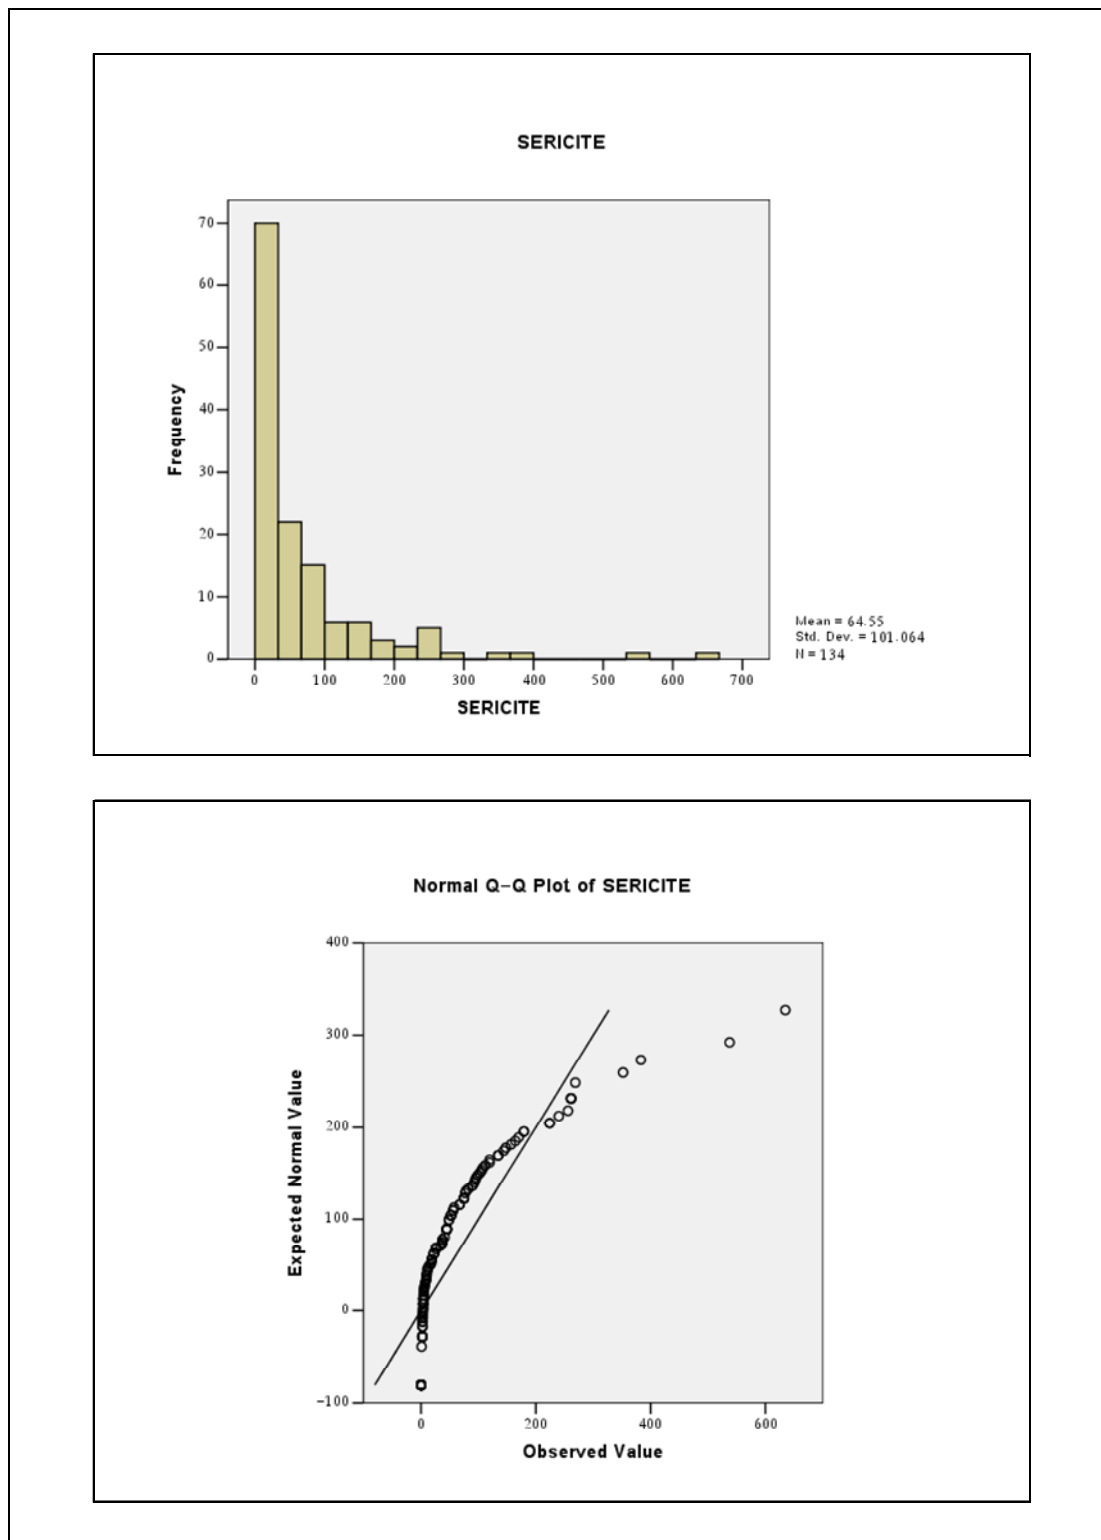 SERICITE
Frequency
70
60
50
40
30
20
10
0
0 100 200 300 400 500 600 700
SERICITE
Mean = 64.55
Std. Dev. = 101.064
N = 134
Normal Q–Q Plot of SERICITE
Expected Normal Value
400
300
200
100
0
−100
0 200 400 600
Observed Value